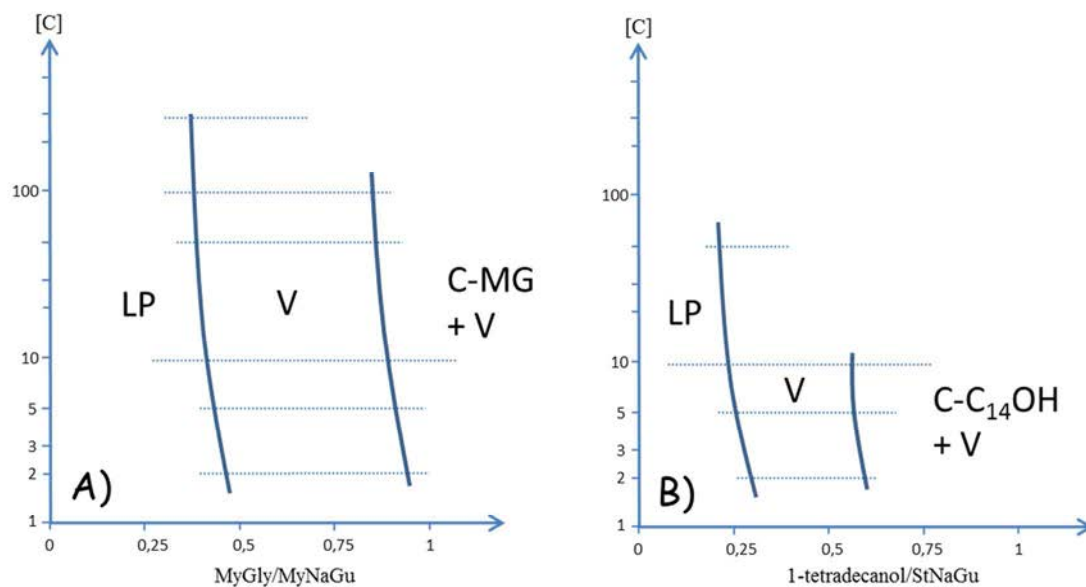 [C]
100
10
5
3
2
1
LP
V
C-MG
+ V
A)
0
0,25
0,5
0,75
1
MyGly/MyNaGu
[C]
100
10
5
3
2
1
LP
V
C-C₁₄OH
+ V
B)
0
0,25
0,5
0,75
1
1-tetradecanol/StNaGu